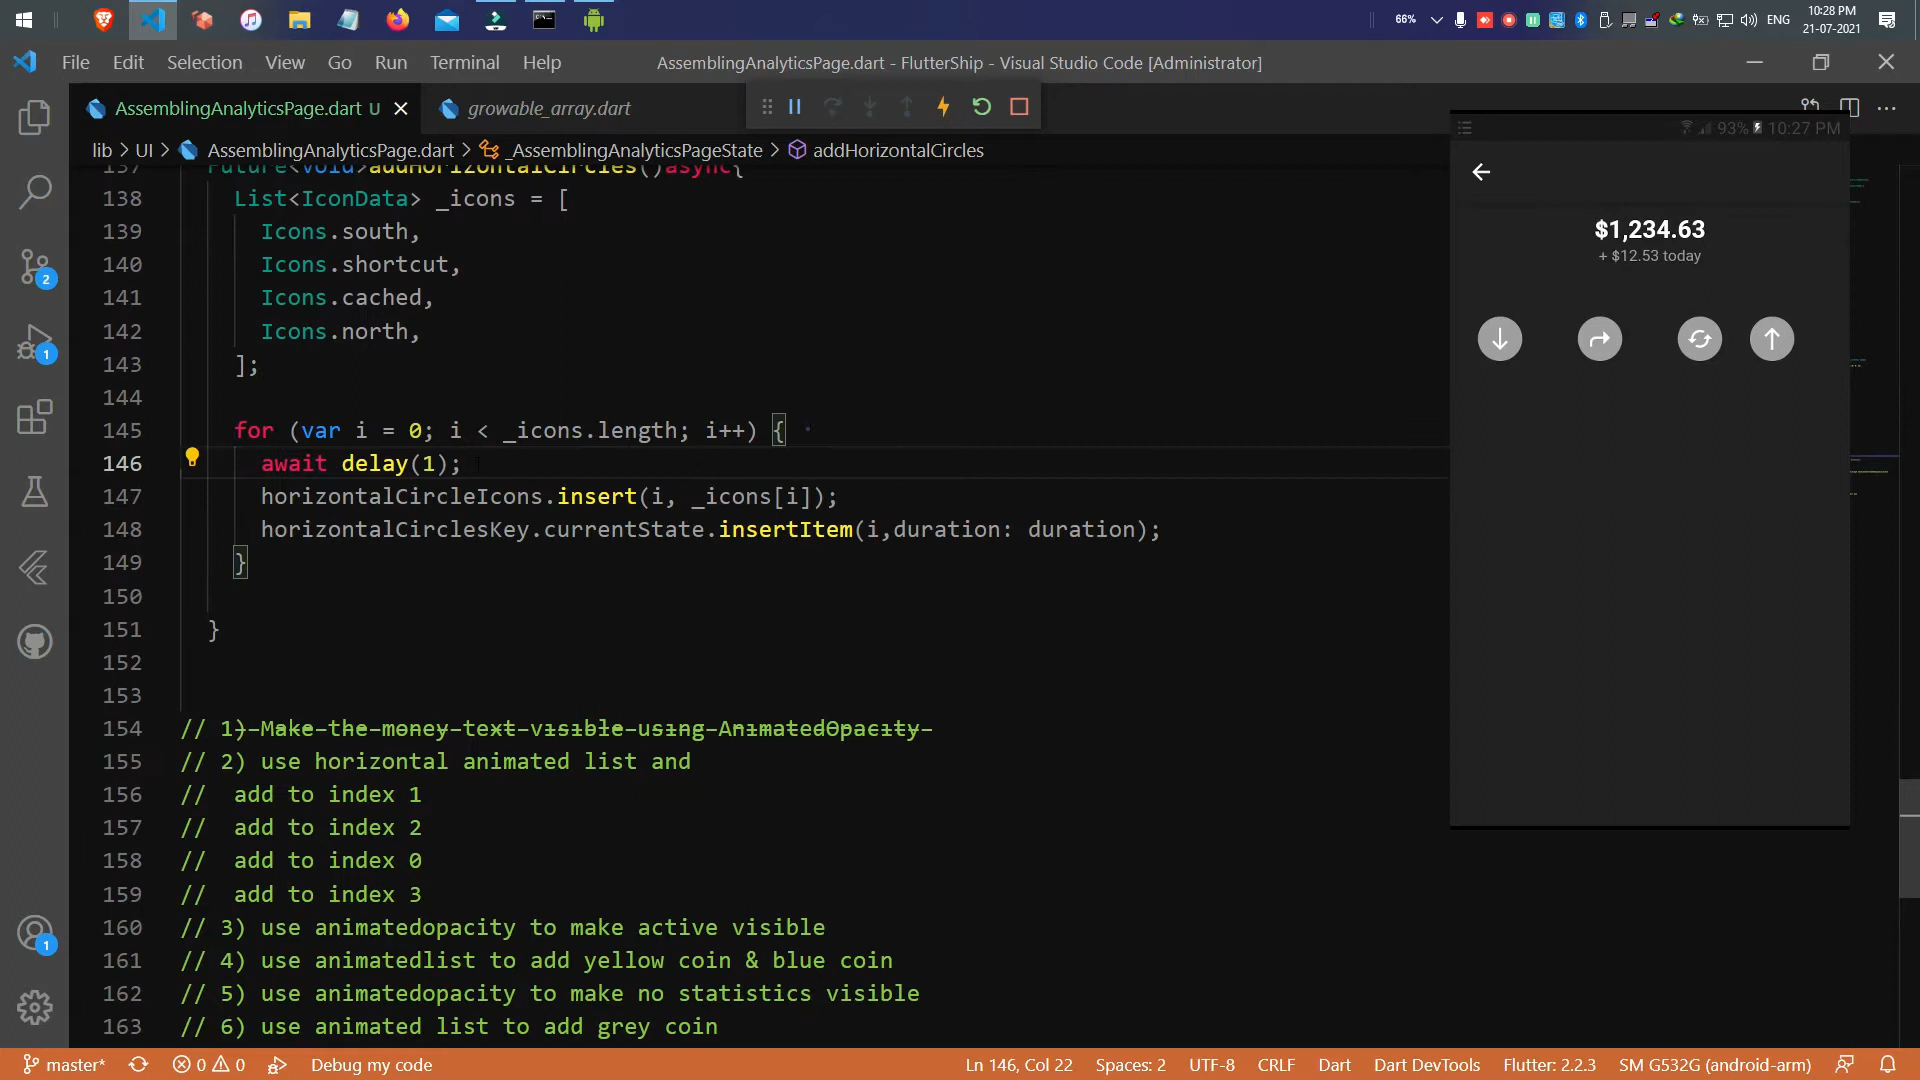 66%
ENG
10:28 PM
21-07-2021
File Edit Selection View Go Run Terminal Help
AssemblingAnalyticsPage.dart - FlutterShip - Visual Studio Code [Administrator]
AssemblingAnalyticsPage.dart U
growable_array.dart
lib > UI > AssemblingAnalyticsPage.dart > _AssemblingAnalyticsPageState > addHorizontalCircles
137 Future<void>addHorizontalCircles()async{
138 List<IconData> _icons = [
139 Icons.south,
140 Icons.shortcut,
141 Icons.cached,
142 Icons.north,
143 ];
144
145 for (var i = 0; i < _icons.length; i++) {
146 await delay(1);
147 horizontalCircleIcons.insert(i, _icons[i]);
148 horizontalCirclesKey.currentState.insertItem(i,duration: duration);
149 }
150
151 }
152
153
154 // 1) Make the money text visible using AnimatedOpacity
155 // 2) use horizontal animated list and
156 // add to index 1
157 // add to index 2
158 // add to index 0
159 // add to index 3
160 // 3) use animatedopacity to make active visible
161 // 4) use animatedlist to add yellow coin & blue coin
162 // 5) use animatedopacity to make no statistics visible
163 // 6) use animated list to add grey coin
2
1
1
93% 10:27 PM
$1,234.63
+ $12.53 today
master* 0 0 Debug my code
Ln 146, Col 22 Spaces: 2 UTF-8 CRLF Dart Dart DevTools Flutter: 2.2.3 SM G532G (android-arm)